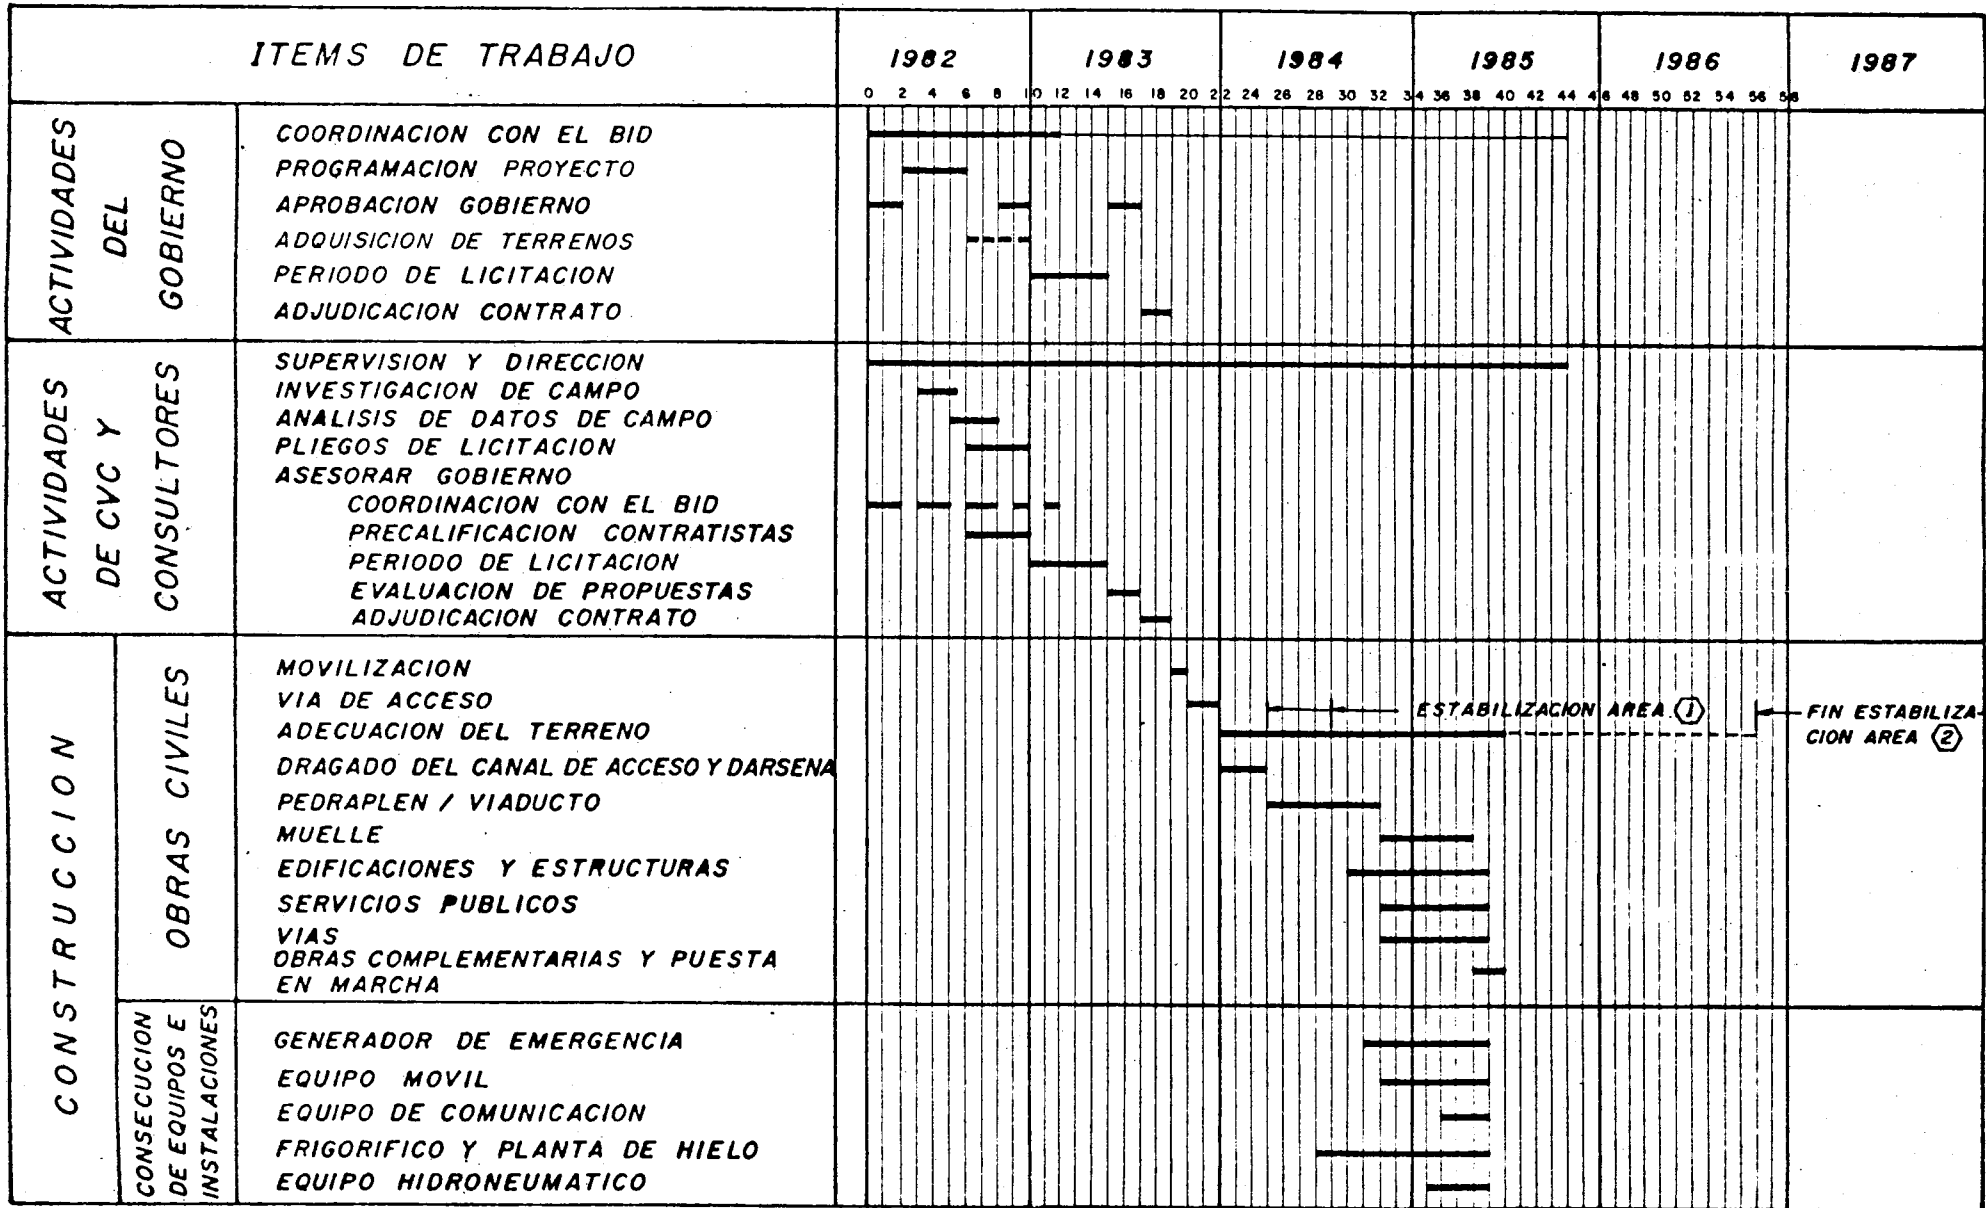 ITEMS DE TRABAJO
1982 1983 1984 1985 1986 1987
0 2 4 6 8 10 12 14 16 18 20 22 24 26 28 30 32 34 36 38 40 42 44 46 48 50 52 54 56 58
ACTIVIDADES
DEL
GOBIERNO
COORDINACION CON EL BID
PROGRAMACION PROYECTO
APROBACION GOBIERNO
ADQUISICION DE TERRENOS
PERIODO DE LICITACION
ADJUDICACION CONTRATO
ACTIVIDADES
DE CVC Y
CONSULTORES
SUPERVISION Y DIRECCION
INVESTIGACION DE CAMPO
ANALISIS DE DATOS DE CAMPO
PLIEGOS DE LICITACION
ASESORAR GOBIERNO
COORDINACION CON EL BID
PRECALIFICACION CONTRATISTAS
PERIODO DE LICITACION
EVALUACION DE PROPUESTAS
ADJUDICACION CONTRATO
CONSTRUCCION
OBRAS CIVILES
MOVILIZACION
VIA DE ACCESO
ADECUACION DEL TERRENO
DRAGADO DEL CANAL DE ACCESO Y DARSENA
PEDRAPLEN / VIADUCTO
MUELLE
EDIFICACIONES Y ESTRUCTURAS
SERVICIOS PUBLICOS
VIAS
OBRAS COMPLEMENTARIAS Y PUESTA
EN MARCHA
ESTABILIZACION AREA 1
FIN ESTABILIZA-
CION AREA 2
CONSECUCION
DE EQUIPOS E
INSTALACIONES
GENERADOR DE EMERGENCIA
EQUIPO MOVIL
EQUIPO DE COMUNICACION
FRIGORIFICO Y PLANTA DE HIELO
EQUIPO HIDRONEUMATICO